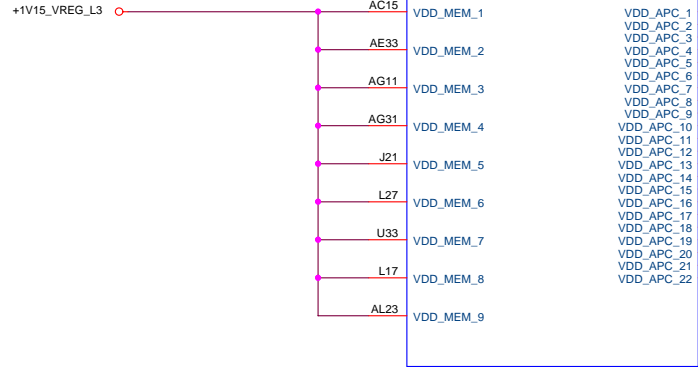 +1V15_VREG_L3
AC15 VDD_MEM_1
AE33 VDD_MEM_2
AG11 VDD_MEM_3
AG31 VDD_MEM_4
J21 VDD_MEM_5
L27 VDD_MEM_6
U33 VDD_MEM_7
L17 VDD_MEM_8
AL23 VDD_MEM_9
VDD_APC_1
VDD_APC_2
VDD_APC_3
VDD_APC_4
VDD_APC_5
VDD_APC_6
VDD_APC_7
VDD_APC_8
VDD_APC_9
VDD_APC_10
VDD_APC_11
VDD_APC_12
VDD_APC_13
VDD_APC_14
VDD_APC_15
VDD_APC_16
VDD_APC_17
VDD_APC_18
VDD_APC_19
VDD_APC_20
VDD_APC_21
VDD_APC_22